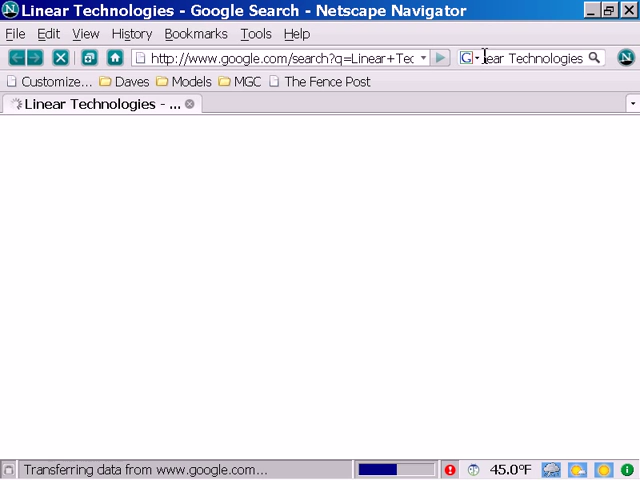 Linear Technologies - Google Search - Netscape Navigator
File Edit View History Bookmarks Tools Help
http://www.google.com/search?q=Linear+Tec
G ear Technologies
N
Customize... Daves Models MGC The Fence Post
Linear Technologies - ...
Transferring data from www.google.com...
45.0°F